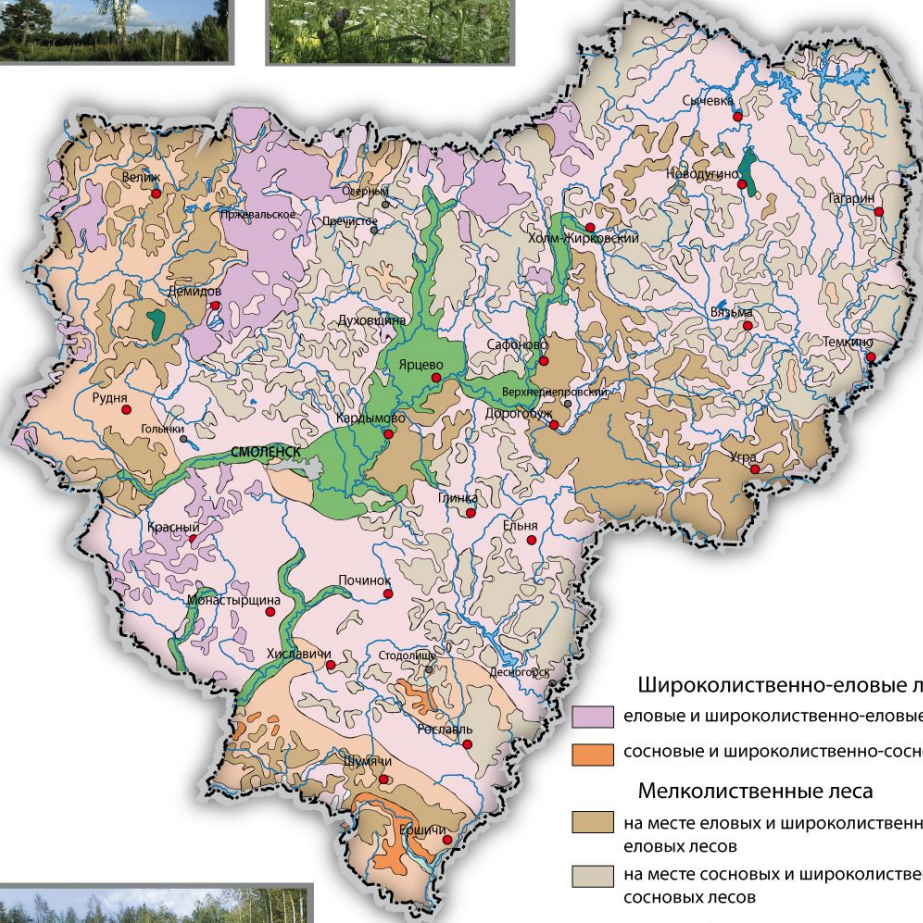 Сычевка
Новодугино
Велиж
Озерный
Гагарин
Пржевальское
Пречистое
Холм-Жирковский
Демидов
Духовщина
Вязьма
Сафоново
Темкино
Ярцево
Верхнеднепровский
Рудня
Кардымово
Дорогобуж
Голынки
СМОЛЕНСК
Угра
Глинка
Красный
Ельня
Починок
Монастырщина
Хиславичи
Стодолище
Десногорск
Рославль
Шумячи
Ершичи
Широколиственно-еловые л
еловые и широколиственно-еловые
сосновые и широколиственно-сосн
Мелколиственные леса
на месте еловых и широколиственн
еловых лесов
на месте сосновых и широколистве
сосновых лесов